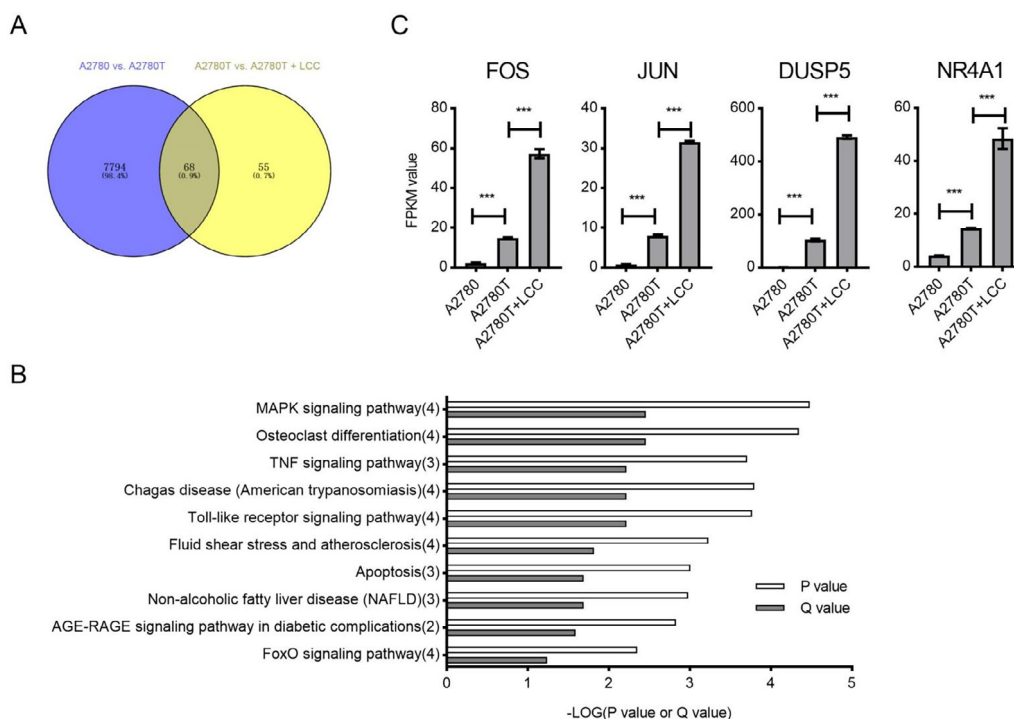 A
A2780 vs. A2780T
A2780T vs. A2780T + LCC
7794
(98.4%)
68
(0.9%)
55
(0.7%)
C
FOS
JUN
DUSP5
NR4A1
FPKM value
80
60
40
20
0
***
***
A2780
A2780T
A2780T+LCC
40
30
20
10
0
***
***
A2780
A2780T
A2780T+LCC
600
400
200
0
***
***
A2780
A2780T
A2780T+LCC
60
40
20
0
***
***
A2780
A2780T
A2780T+LCC
B
MAPK signaling pathway(4)
Osteoclast differentiation(4)
TNF signaling pathway(3)
Chagas disease (American trypanosomiasis)(4)
Toll-like receptor signaling pathway(4)
Fluid shear stress and atherosclerosis(4)
Apoptosis(3)
Non-alcoholic fatty liver disease (NAFLD)(3)
AGE-RAGE signaling pathway in diabetic complications(2)
FoxO signaling pathway(4)
P value
Q value
0 1 2 3 4 5
-LOG(P value or Q value)